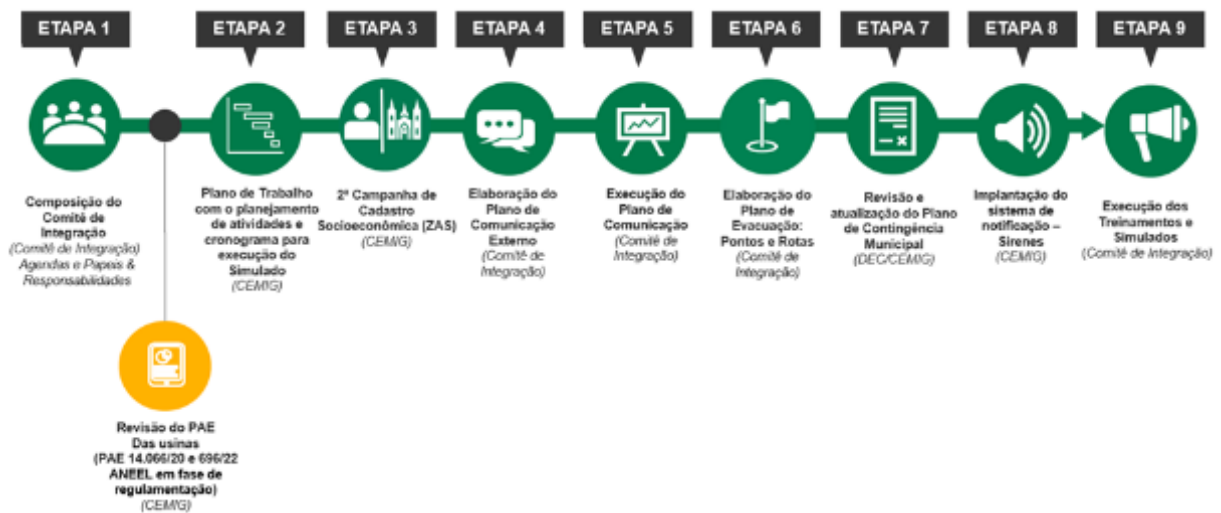 ETAPA 1
Composição do
Comitê de
Integração
(Comitê de Integração)
Agendas e Papeis &
Responsabilidades
Revisão do PAE
Das usinas
(PAE 14.066/20 e 696/22
ANEEL em fase de
regulamentação)
(CEMIG)
ETAPA 2
Plano de Trabalho
com o planejamento
de atividades e
cronograma para
execução do
Simulado
(CEMIG)
ETAPA 3
2ª Campanha de
Cadastro
Socioeconômica (ZAS)
(CEMIG)
ETAPA 4
Elaboração do
Plano de
Comunicação
Externo
(Comitê de
Integração)
ETAPA 5
Execução do
Plano de
Comunicação
(Comitê de
Integração)
ETAPA 6
Elaboração do
Plano de
Evacuação:
Pontos e Rotas
(Comitê de
Integração)
ETAPA 7
Revisão e
atualização do Plano
de Contingência
Municipal
(DEC/CEMIG)
ETAPA 8
Implantação do
sistema de
notificação –
Sirenes
(CEMIG)
ETAPA 9
Execução dos
Treinamentos e
Simulados
(Comitê de Integração)